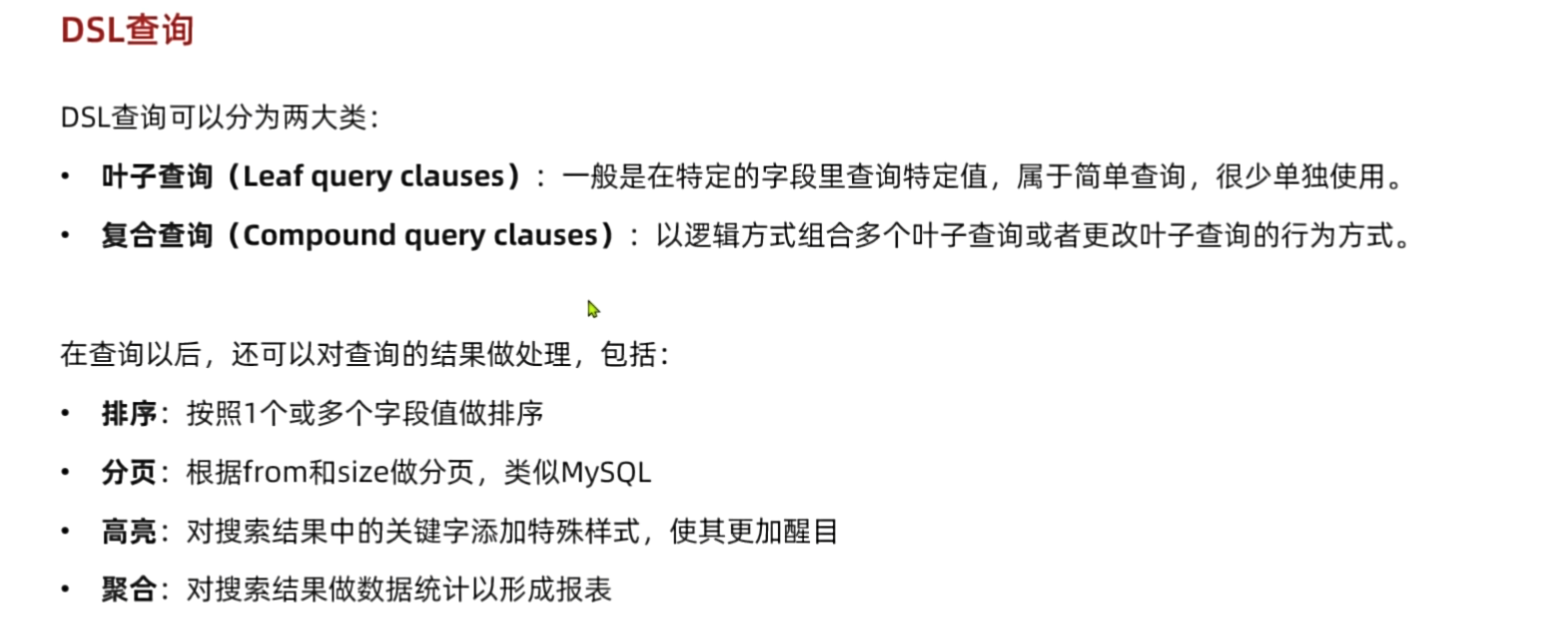 DSL查询
DSL查询可以分为两大类：
• 叶子查询（Leaf query clauses）：一般是在特定的字段里查询特定值，属于简单查询，很少单独使用。
• 复合查询（Compound query clauses）：以逻辑方式组合多个叶子查询或者更改叶子查询的行为方式。
在查询以后，还可以对查询的结果做处理，包括：
• 排序：按照1个或多个字段值做排序
• 分页：根据from和size做分页，类似MySQL
• 高亮：对搜索结果中的关键字添加特殊样式，使其更加醒目
• 聚合：对搜索结果做数据统计以形成报表